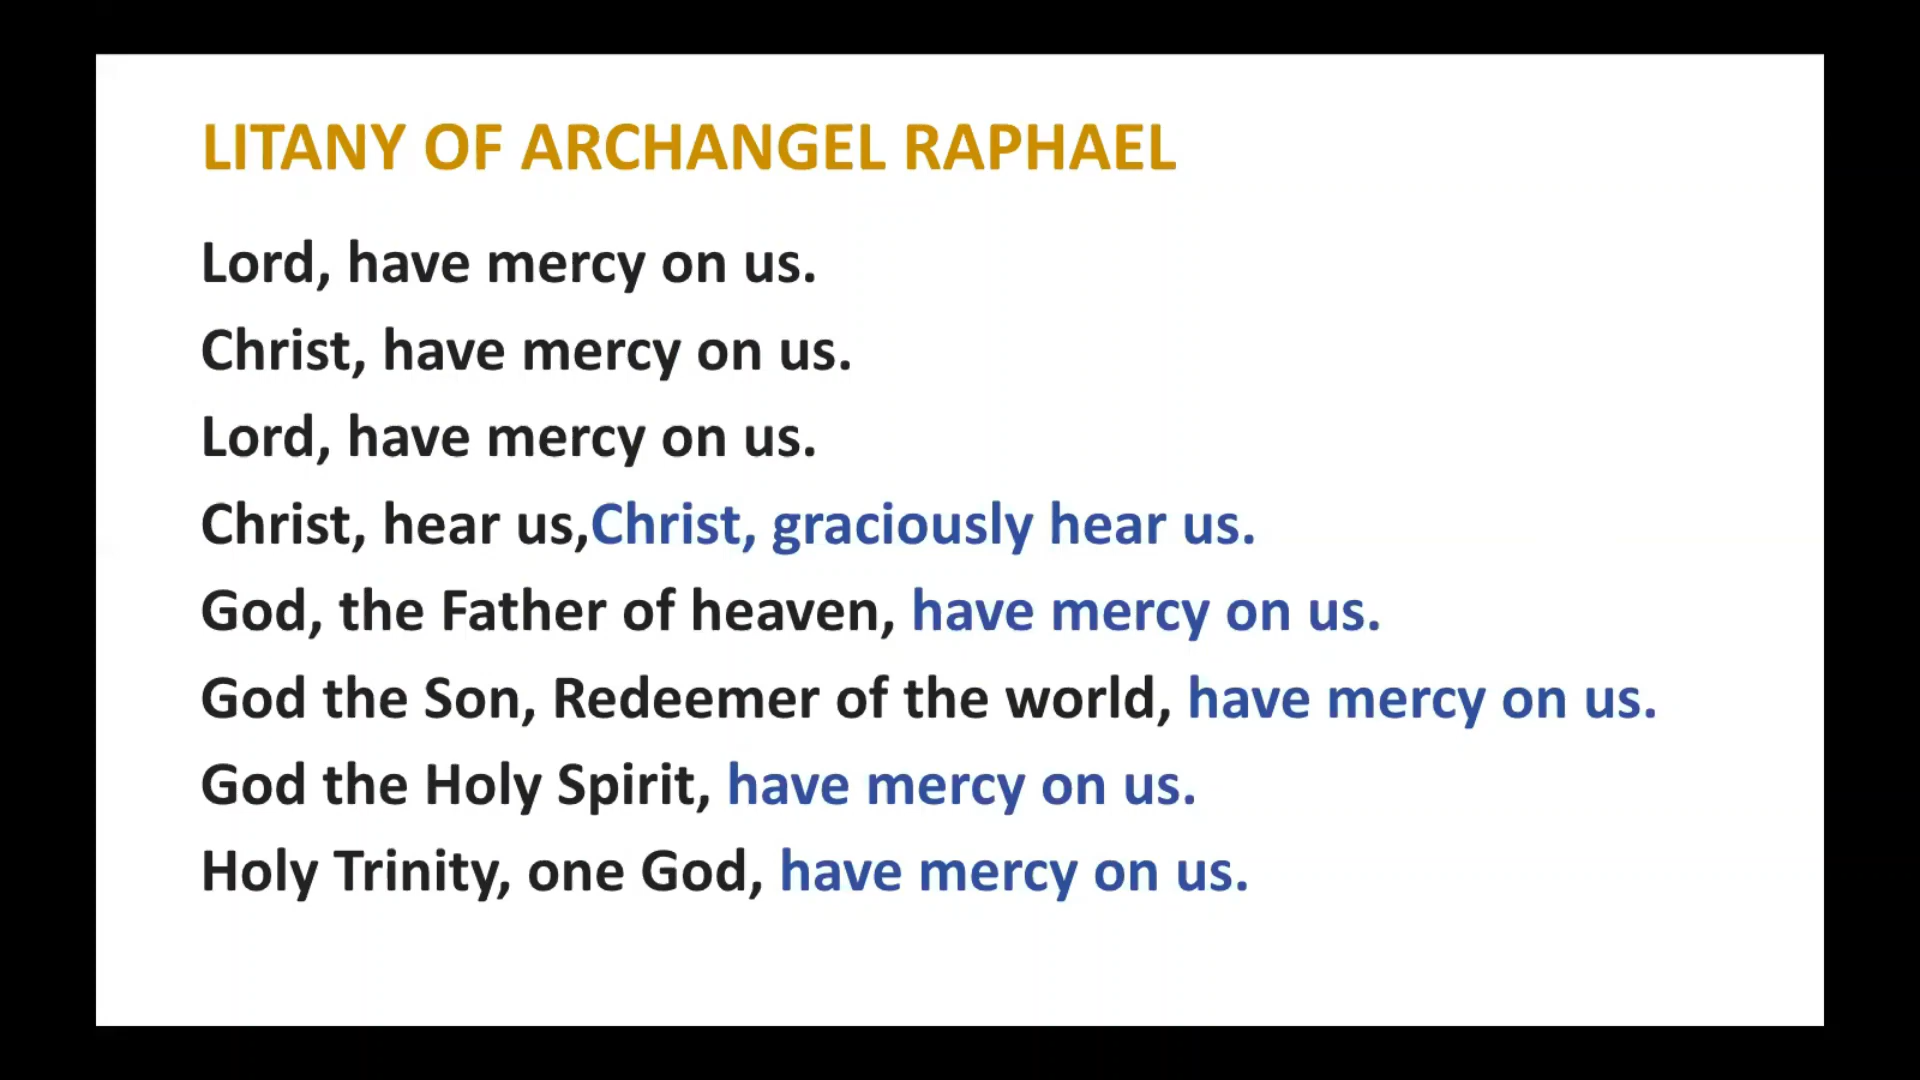 LITANY OF ARCHANGEL RAPHAEL
Lord, have mercy on us.
Christ, have mercy on us.
Lord, have mercy on us.
Christ, hear us,Christ, graciously hear us.
God, the Father of heaven, have mercy on us.
God the Son, Redeemer of the world, have mercy on us.
God the Holy Spirit, have mercy on us.
Holy Trinity, one God, have mercy on us.